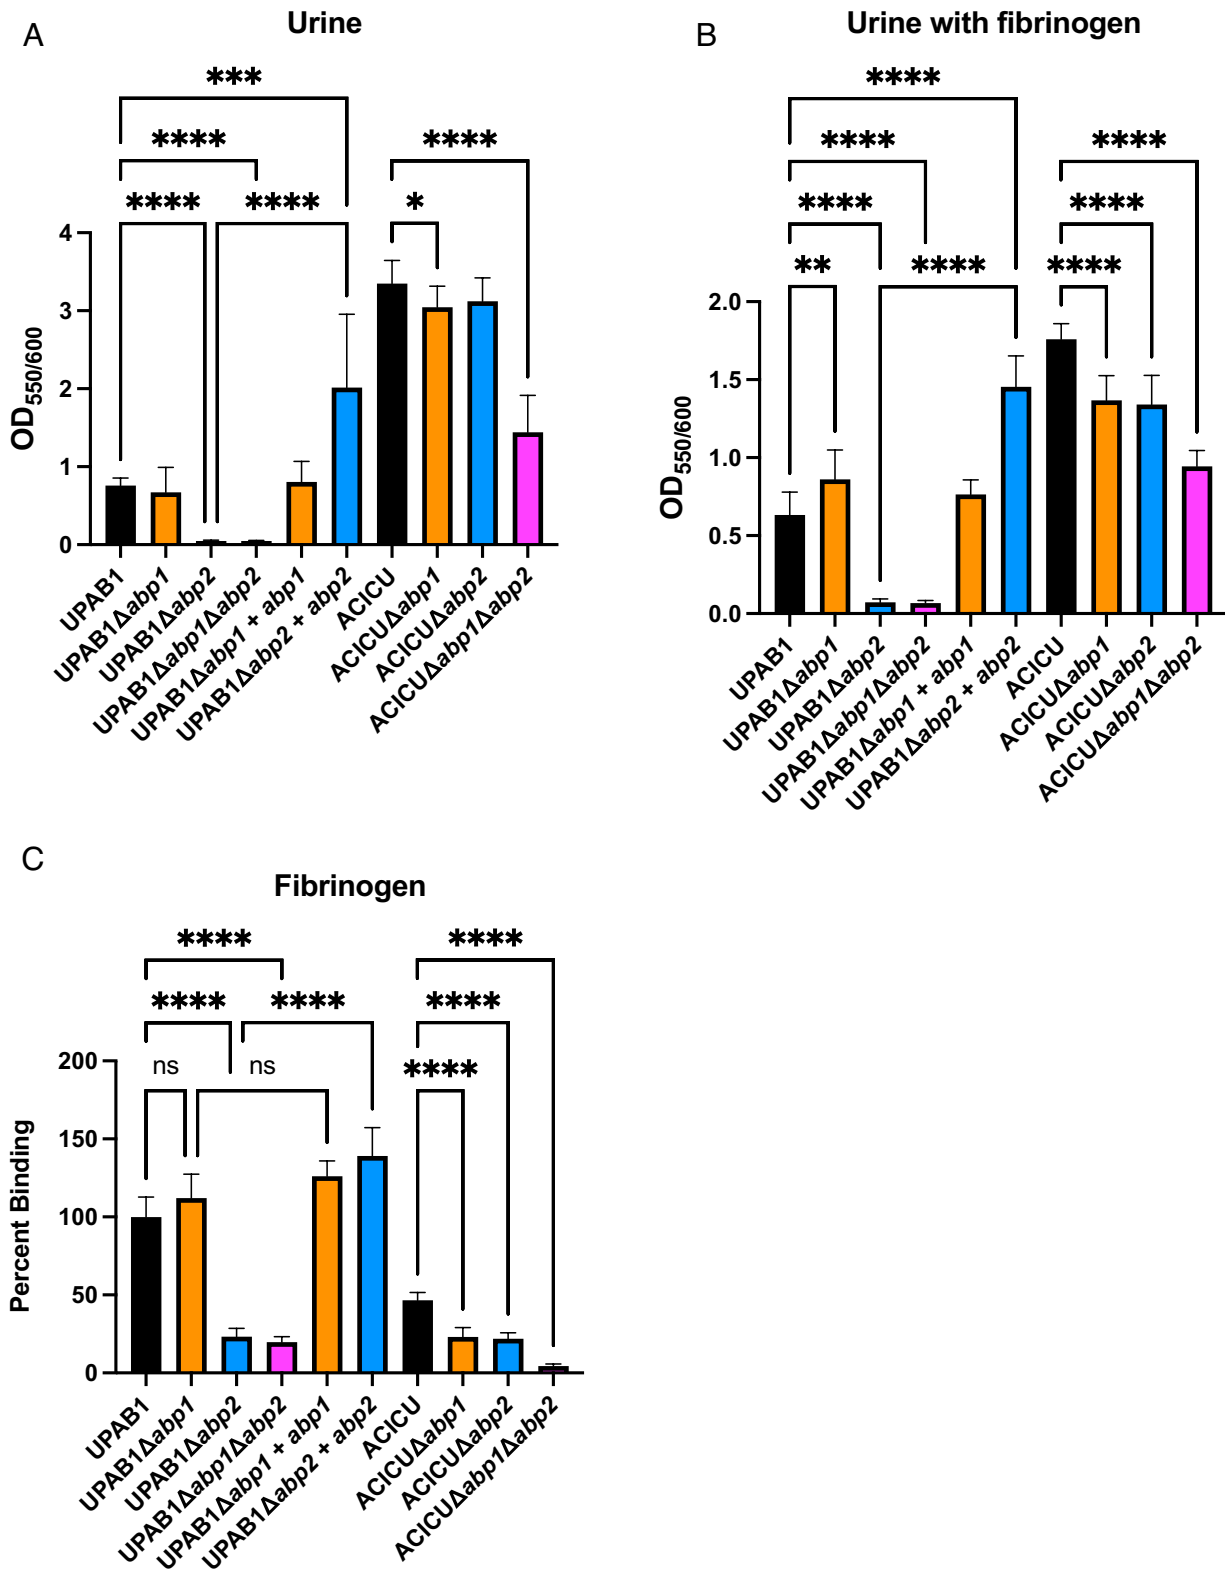 A
Urine
***
****
****
****
****
*
4
3
2
1
0
OD550/600
UPAB1
UPAB1Δabp1
UPAB1Δabp2
UPAB1Δabp1Δabp2
UPAB1Δabp1 + abp1
UPAB1Δabp2 + abp2
ACICU
ACICUΔabp1
ACICUΔabp2
ACICUΔabp1Δabp2
B
Urine with fibrinogen
****
****
****
****
****
**
****
****
2.0
1.5
1.0
0.5
0.0
OD550/600
UPAB1
UPAB1Δabp1
UPAB1Δabp2
UPAB1Δabp1Δabp2
UPAB1Δabp1 + abp1
UPAB1Δabp2 + abp2
ACICU
ACICUΔabp1
ACICUΔabp2
ACICUΔabp1Δabp2
C
Fibrinogen
****
****
****
****
****
ns
ns
****
200
150
100
50
0
Percent Binding
UPAB1
UPAB1Δabp1
UPAB1Δabp2
UPAB1Δabp1Δabp2
UPAB1Δabp1 + abp1
UPAB1Δabp2 + abp2
ACICU
ACICUΔabp1
ACICUΔabp2
ACICUΔabp1Δabp2